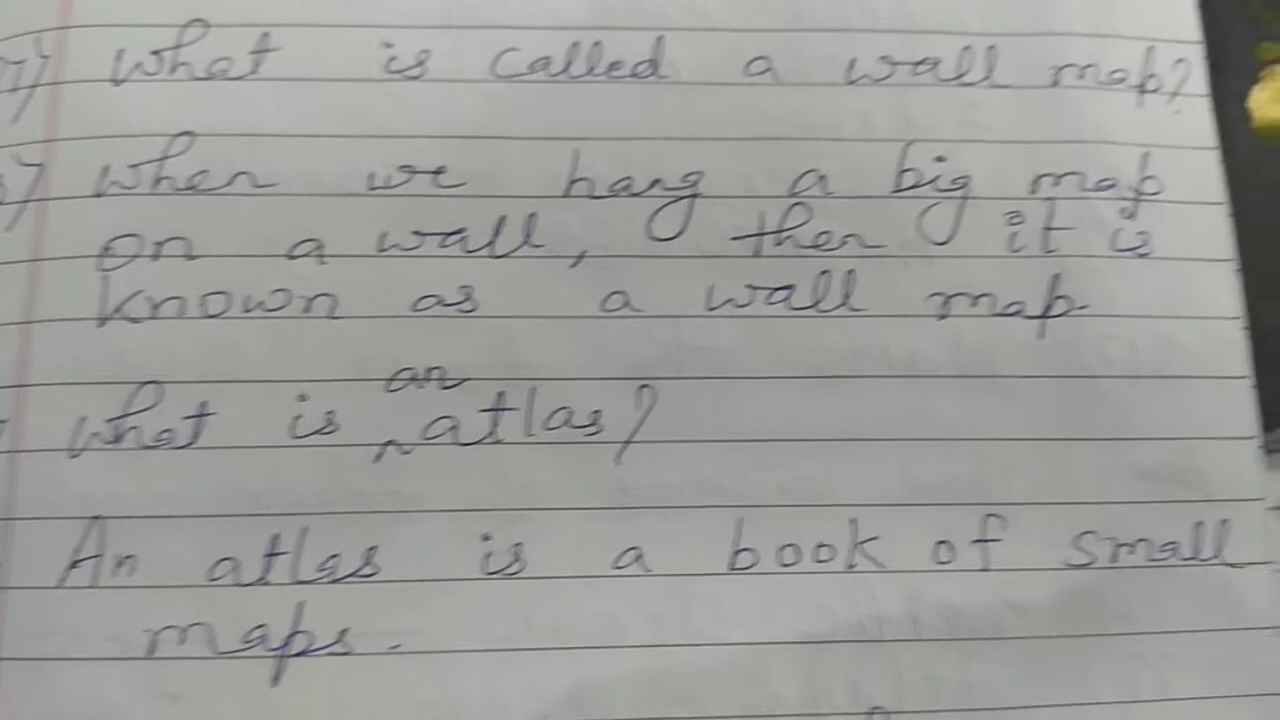 What is called a wall map?
When we hang a big map
on a wall, then it is
known as a wall map
What is an atlas?
An atlas is a book of small
maps.